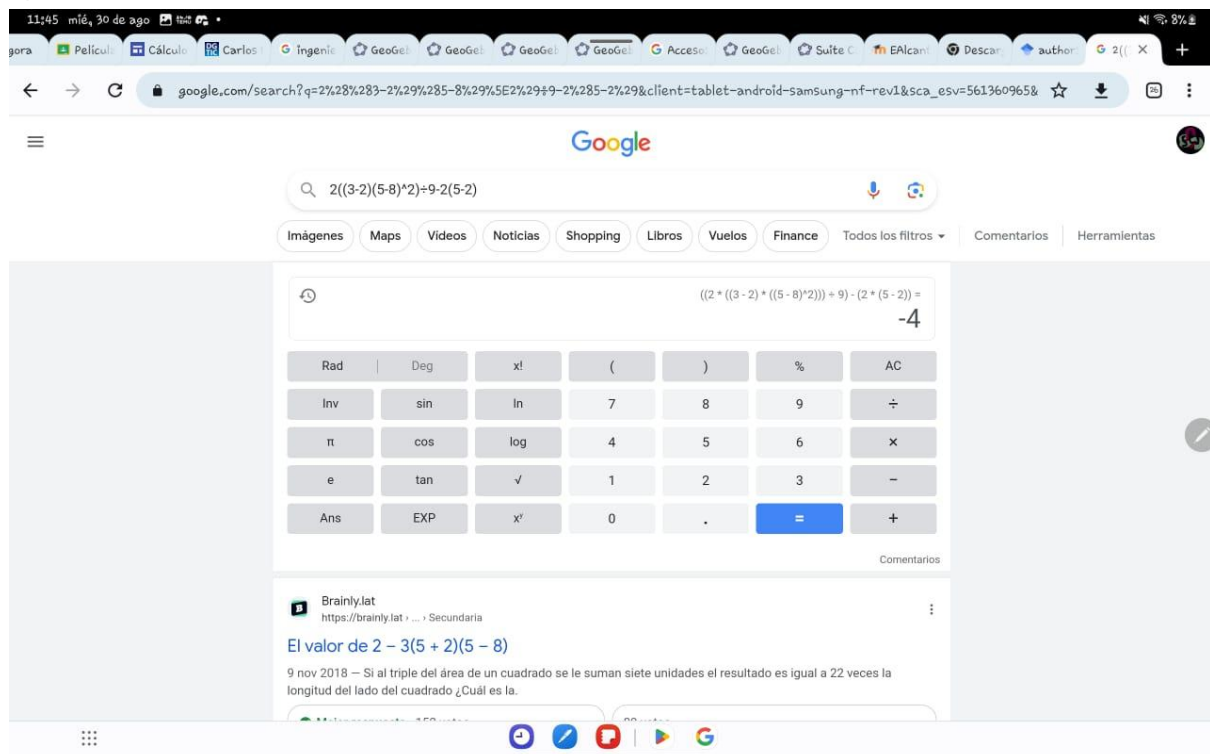 11:45 mié, 30 de ago
8%
gora Película Cálculo Carlos G ingenie GeoGeb GeoGeb GeoGeb GeoGeb Acceso GeoGeb Suite C EAlcant Descar author 2((
google.com/search?q=2%28%283-2%29%285-8%29%5E2%29÷9-2%285-2%29&client=tablet-android-samsung-nf-rev1&sca_esv=561360965&
26
Google
2((3-2)(5-8)^2)÷9-2(5-2)
Imágenes Maps Videos Noticias Shopping Libros Vuelos Finance Todos los filtros Comentarios Herramientas
((2 * ((3 - 2) * ((5 - 8)^2))) ÷ 9) - (2 * (5 - 2)) =
-4
Rad | Deg x! ( ) % AC
Inv sin ln 7 8 9 ÷
π cos log 4 5 6 ×
e tan √ 1 2 3 −
Ans EXP xʸ 0 . = +
Comentarios
Brainly.lat
https://brainly.lat › ... › Secundaria
El valor de 2 – 3(5 + 2)(5 – 8)
9 nov 2018 — Si al triple del área de un cuadrado se le suman siete unidades el resultado es igual a 22 veces la
longitud del lado del cuadrado ¿Cuál es la.